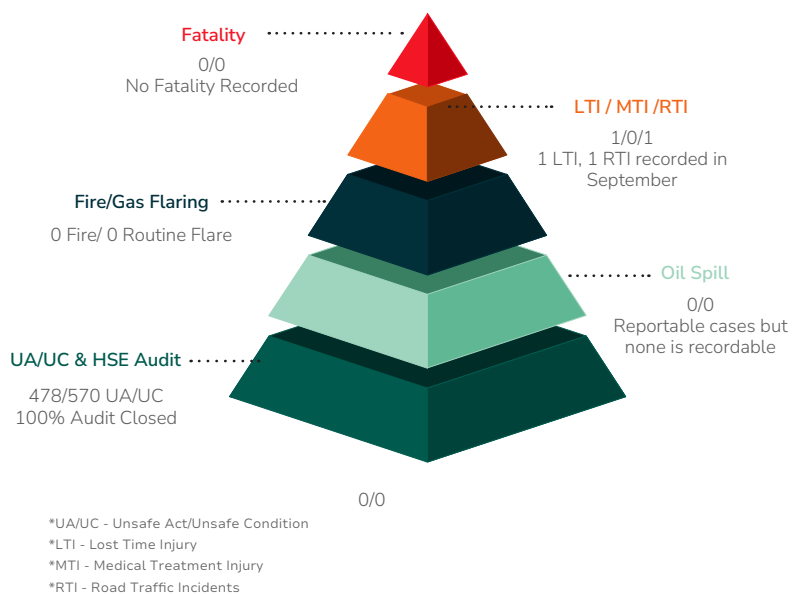 Fatality
0/0
No Fatality Recorded
LTI / MTI /RTI
1/0/1
1 LTI, 1 RTI recorded in
September
Fire/Gas Flaring
0 Fire/ 0 Routine Flare
Oil Spill
0/0
Reportable cases but
none is recordable
UA/UC & HSE Audit
478/570 UA/UC
100% Audit Closed
0/0
*UA/UC - Unsafe Act/Unsafe Condition
*LTI - Lost Time Injury
*MTI - Medical Treatment Injury
*RTI - Road Traffic Incidents